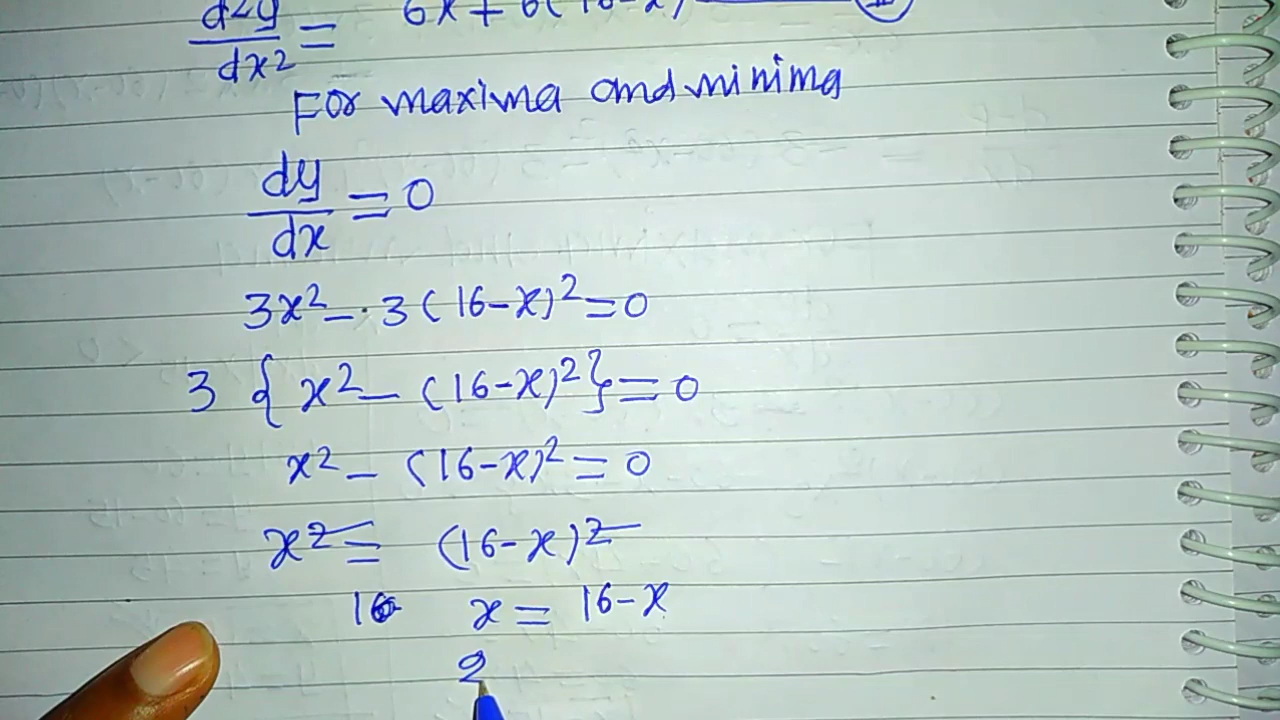 d2y/dx2 = 6x + 6(16-x)
For maxima and minima
dy/dx = 0
3x2 - 3(16-x)2 = 0
3 { x2 - (16-x)2} = 0
x2 - (16-x)2 = 0
x2 = (16-x)2
x = 16-x
2